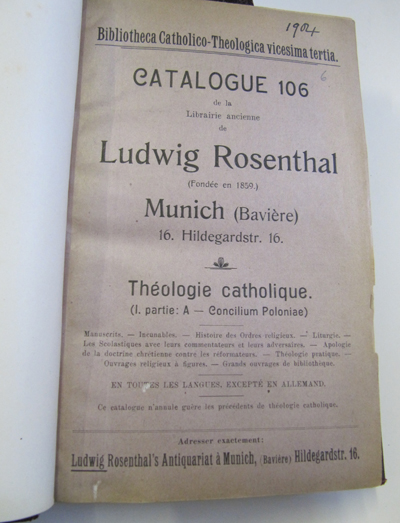 1904
6
Bibliotheca Catholico-Theologica vicesima tertia.
CATALOGUE 106
de la
Librairie ancienne
de
Ludwig Rosenthal
(Fondée en 1859.)
Munich (Bavière)
16. Hildegardstr. 16.
Théologie catholique.
(I. partie: A — Concilium Poloniae)
Manuscrits. — Incunables. — Histoire des Ordres religieux. — Liturgie. —
Les Scolastiques avec leurs commentateurs et leurs adversaires. — Apologie
de la doctrine chrétienne contre les réformateurs. — Théologie pratique. —
Ouvrages religieux à figures. — Grands ouvrages de bibliothèque.
EN TOUTES LES LANGUES, EXCEPTÉ EN ALLEMAND.
Ce catalogue n'annule guère les précédents de théologie catholique.
Adresser exactement:
Ludwig Rosenthal's Antiquariat à Munich, (Bavière) Hildegardstr. 16.